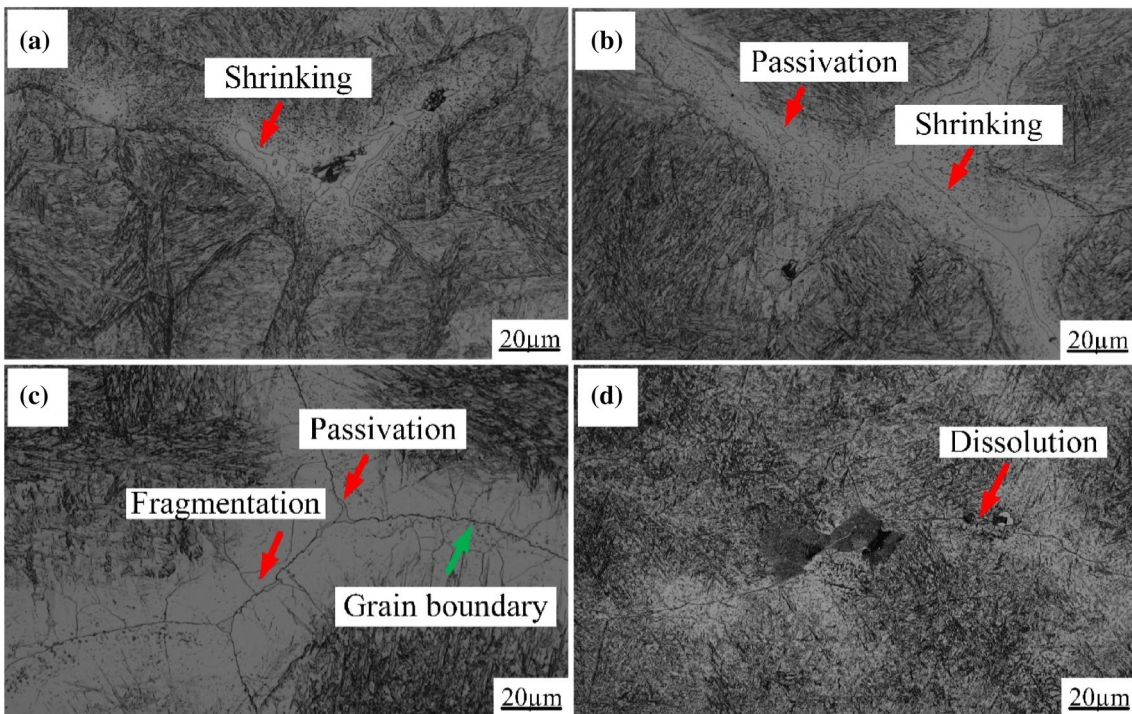 (a)
Shrinking
20μm
(b)
Passivation
Shrinking
20μm
(c)
Passivation
Fragmentation
Grain boundary
20μm
(d)
Dissolution
20μm